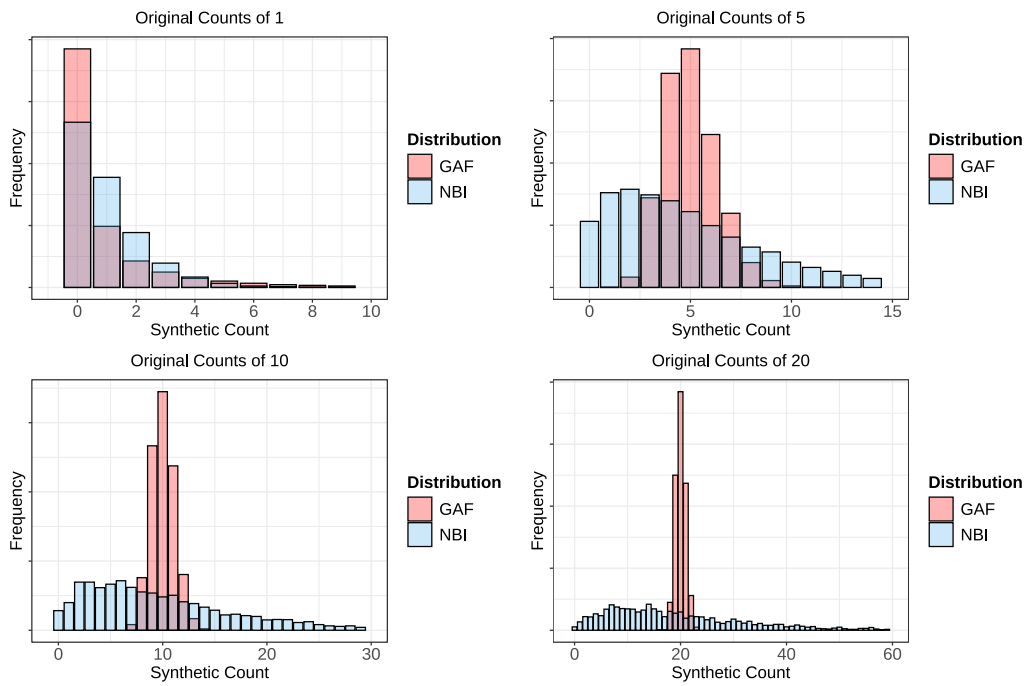 Original Counts of 1
Frequency
0 2 4 6 8 10
Synthetic Count
Distribution
GAF
NBI
Original Counts of 5
Frequency
0 5 10 15
Synthetic Count
Distribution
GAF
NBI
Original Counts of 10
Frequency
0 10 20 30
Synthetic Count
Distribution
GAF
NBI
Original Counts of 20
Frequency
0 20 40 60
Synthetic Count
Distribution
GAF
NBI